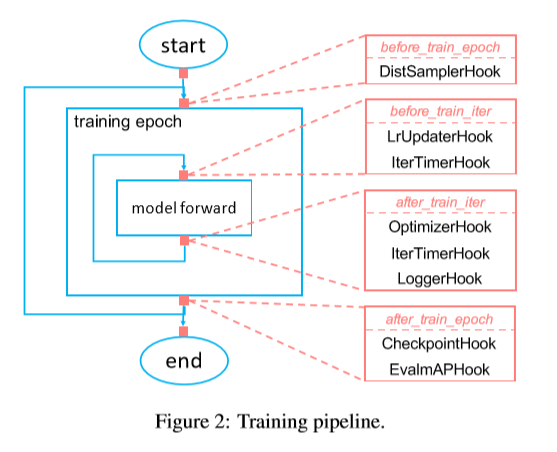 start
before_train_epoch
DistSamplerHook
training epoch
before_train_iter
LrUpdaterHook
IterTimerHook
model forward
after_train_iter
OptimizerHook
IterTimerHook
LoggerHook
after_train_epoch
CheckpointHook
EvalmAPHook
end
Figure 2: Training pipeline.